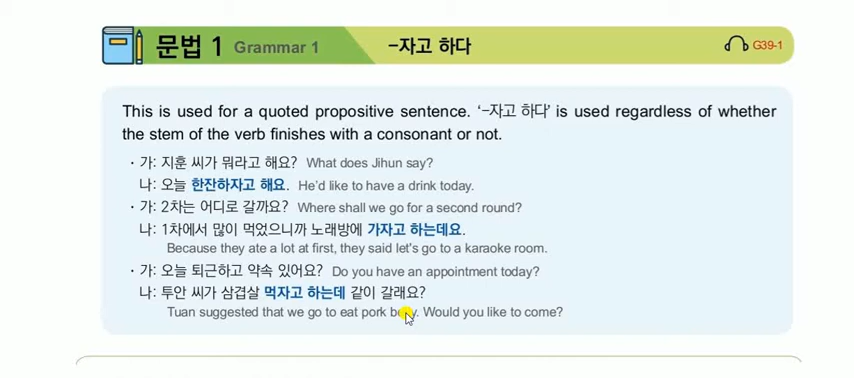 문법 1 Grammar 1 -자고 하다 G39-1
This is used for a quoted propositive sentence. ‘-자고 하다’ is used regardless of whether
the stem of the verb finishes with a consonant or not.
· 가: 지훈 씨가 뭐라고 해요? What does Jihun say?
나: 오늘 한잔하자고 해요. He'd like to have a drink today.
· 가: 2차는 어디로 갈까요? Where shall we go for a second round?
나: 1차에서 많이 먹었으니까 노래방에 가자고 하는데요.
Because they ate a lot at first, they said let's go to a karaoke room.
· 가: 오늘 퇴근하고 약속 있어요? Do you have an appointment today?
나: 투안 씨가 삼겹살 먹자고 하는데 같이 갈래요?
Tuan suggested that we go to eat pork belly. Would you like to come?